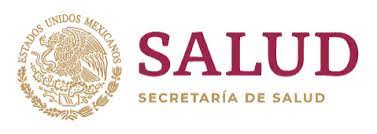 ESTADOS UNIDOS MEXICANOS
SALUD
SECRETARÍA DE SALUD